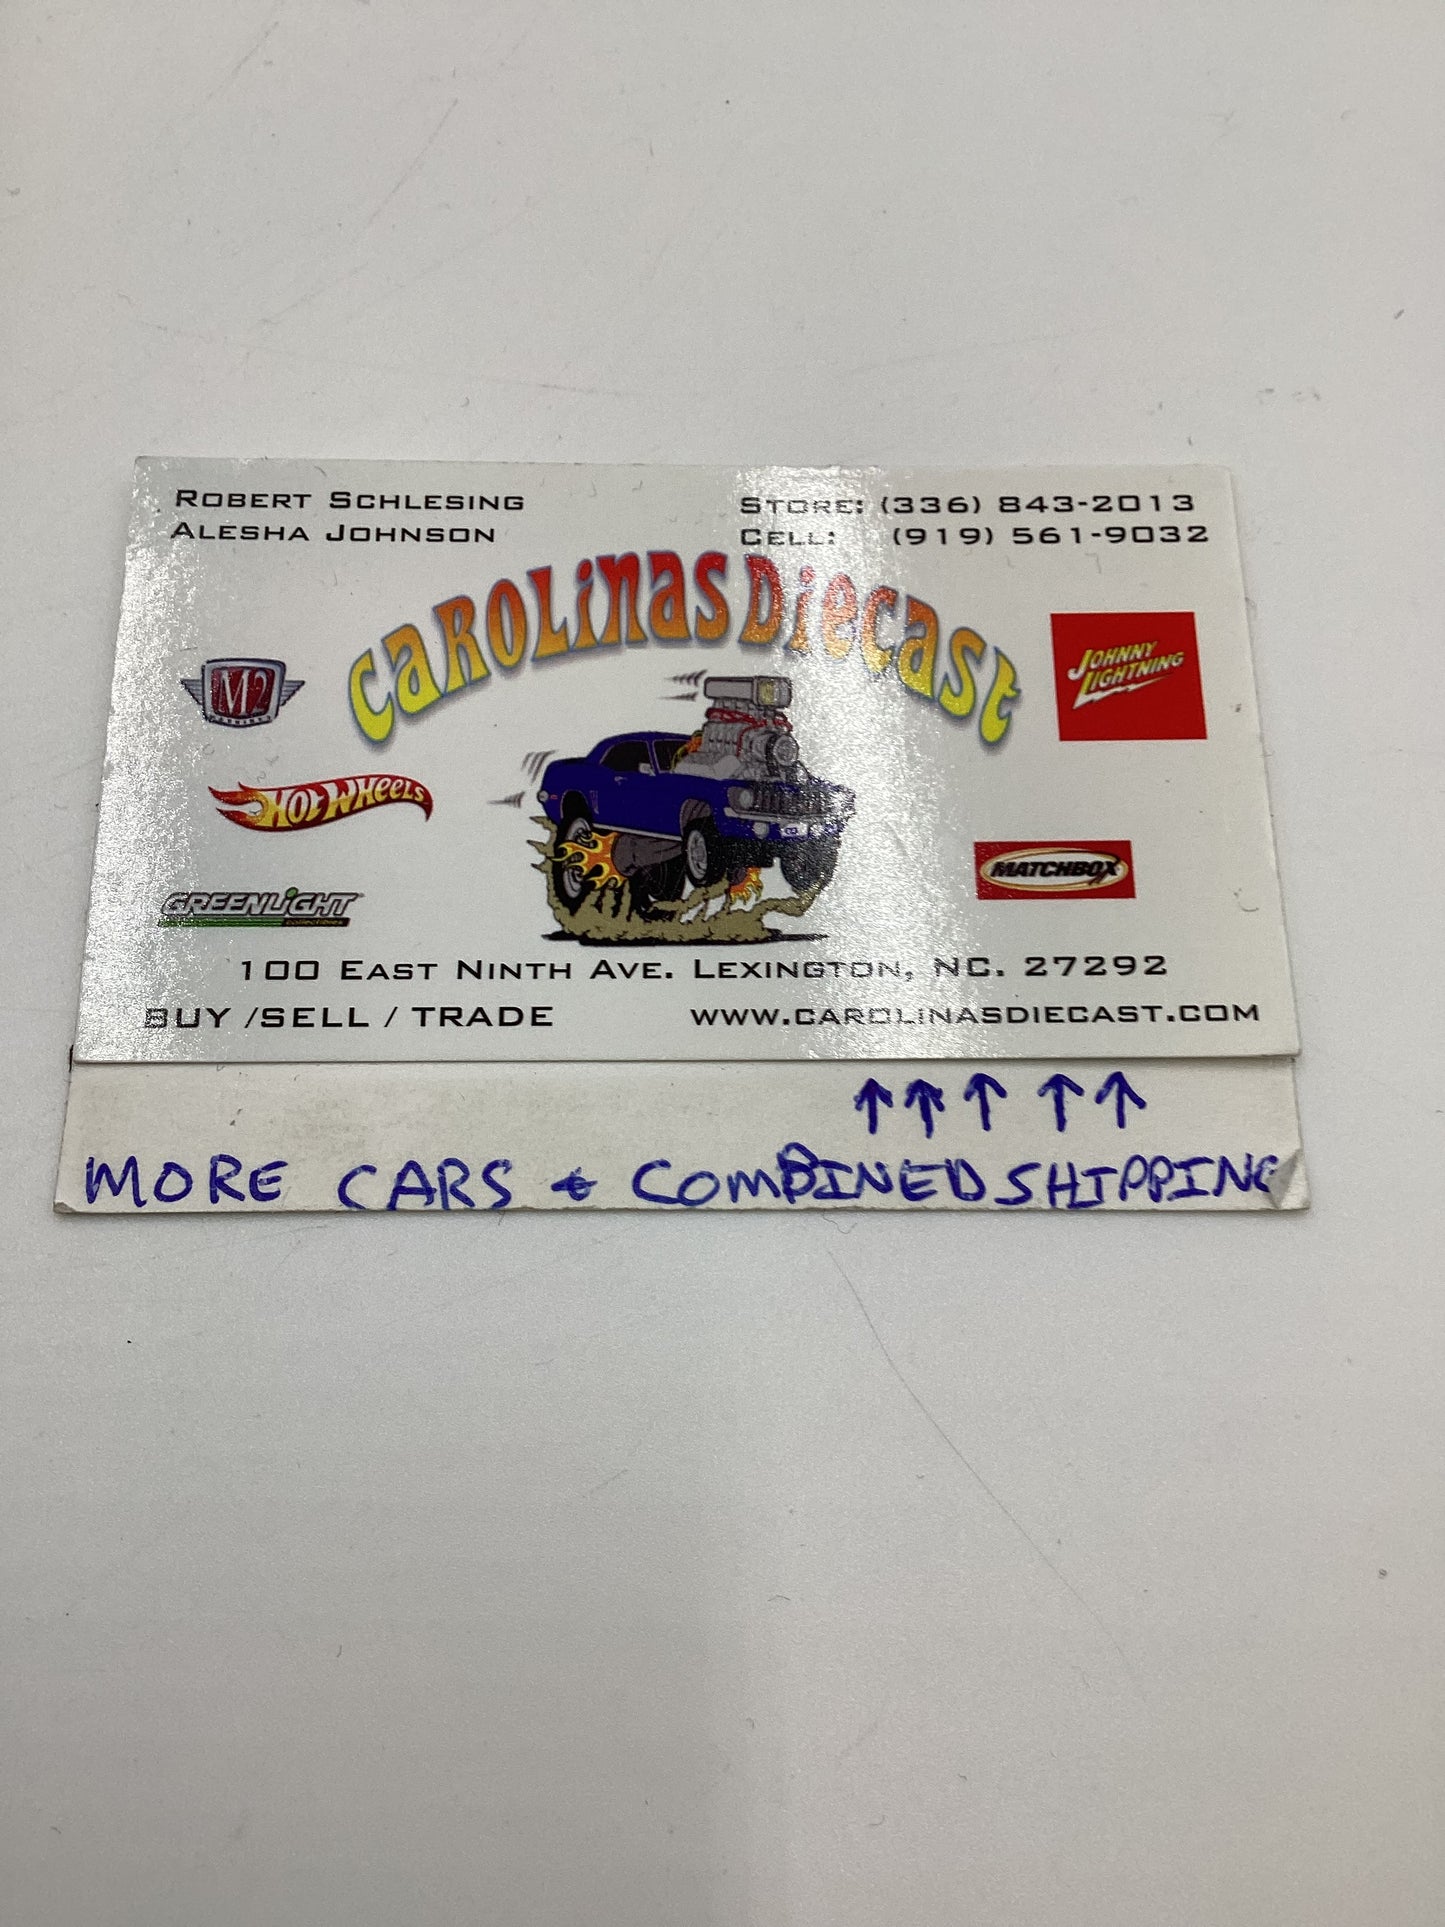 ROBERT SCHLESING
ALESHA JOHNSON
STORE: (336) 843-2013
CELL: (919) 561-9032
CAROLINAS DIECAST
M2
MACHINES
JOHNNY
LIGHTNING
HOT WHEELS
MATCHBOX
GREENLIGHT
COLLECTIBLES
100 EAST NINTH AVE. LEXINGTON, NC. 27292
BUY /SELL / TRADE
WWW.CAROLINASDIECAST.COM
↑↑↑ ↑↑
MORE CARS & COMBINED SHIPPING